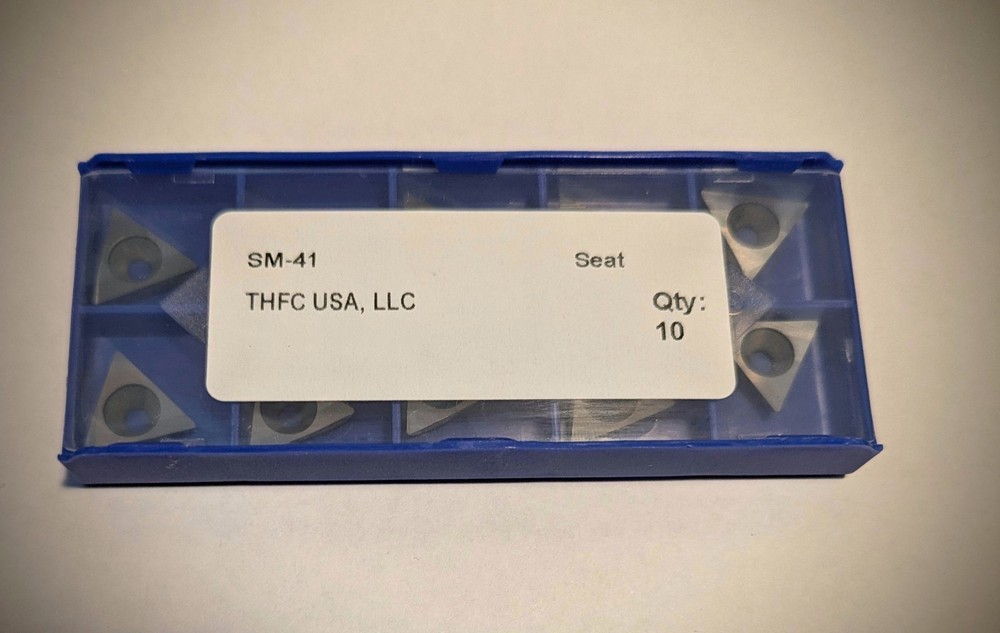 SM-41 Seat
THFC USA, LLC Qty:
10